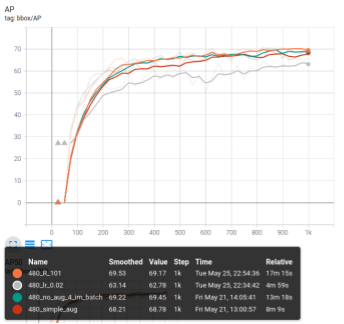 AP
tag: bbox/AP
70
60
50
40
30
20
10
0
0 100 200 300 400 500 600 700 800 900 1k
AP50
Name Smoothed Value Step Time Relative
480_R_101 69.53 69.17 1k Tue May 25, 22:54:36 17m 15s
480_lr_0.02 63.14 62.78 1k Tue May 25, 22:34:42 4m 59s
480_no_aug_4_im_batch 69.22 69.45 1k Fri May 21, 14:05:41 13m 18s
480_simple_aug 68.21 68.78 1k Fri May 21, 13:00:57 8m 9s